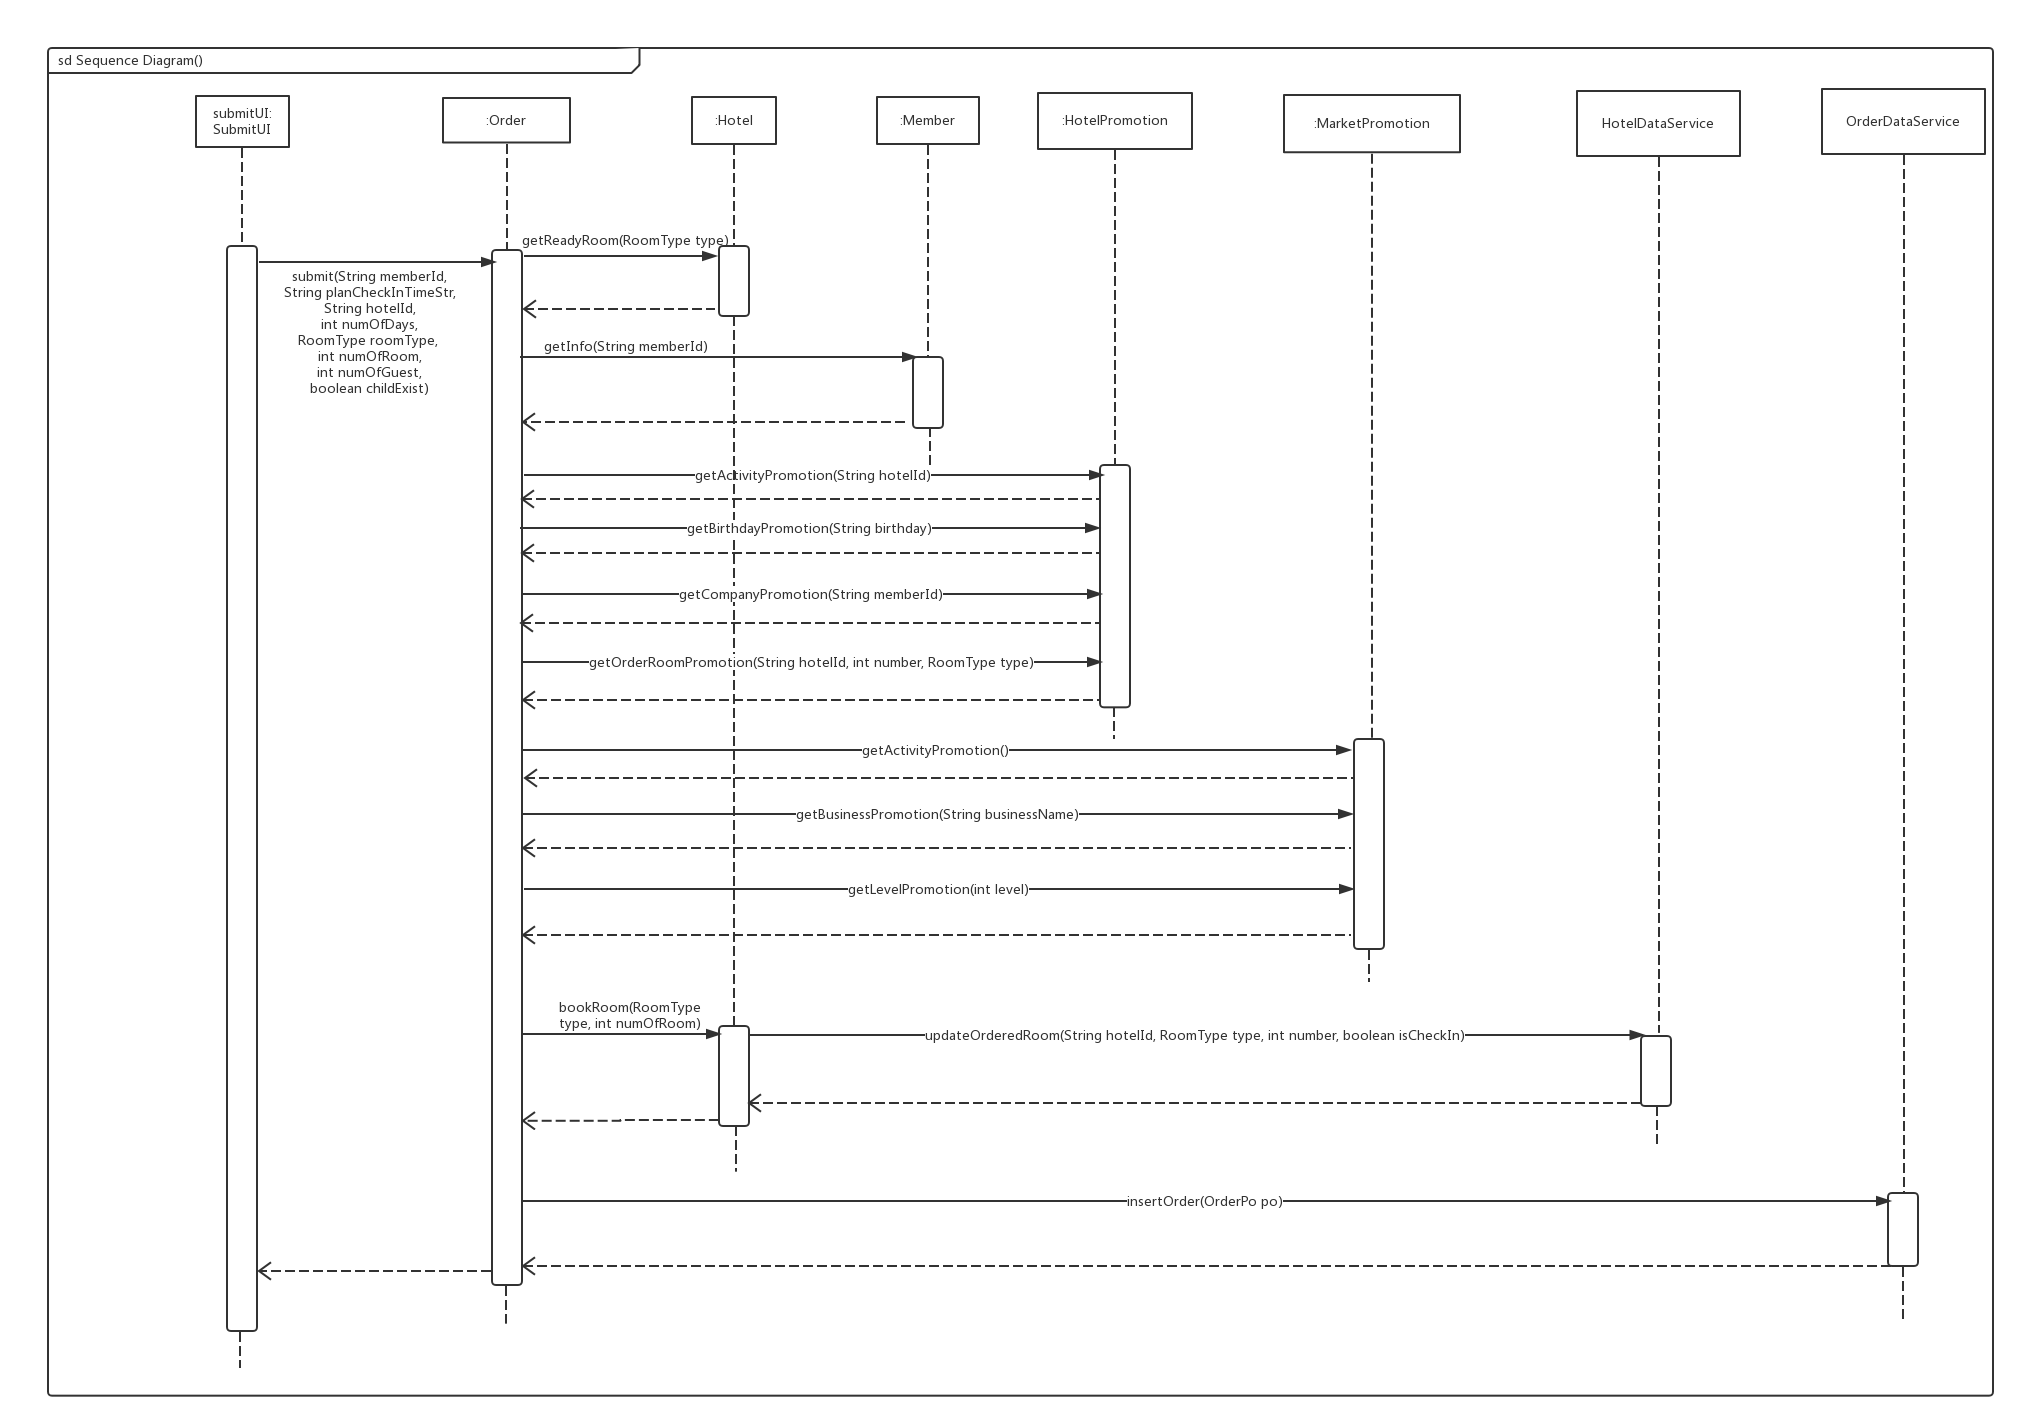 sd Sequence Diagram()
submitUI:
SubmitUI
:Order
:Hotel
:Member
:HotelPromotion
:MarketPromotion
HotelDataService
OrderDataService
getReadyRoom(RoomType type)
submit(String memberId,
String planCheckInTimeStr,
String hotelId,
int numOfDays,
RoomType roomType,
int numOfRoom,
int numOfGuest,
boolean childExist)
getInfo(String memberId)
getActivityPromotion(String hotelId)
getBirthdayPromotion(String birthday)
getCompanyPromotion(String memberId)
getOrderRoomPromotion(String hotelId, int number, RoomType type)
getActivityPromotion()
getBusinessPromotion(String businessName)
getLevelPromotion(int level)
bookRoom(RoomType
type, int numOfRoom)
updateOrderedRoom(String hotelId, RoomType type, int number, boolean isCheckIn)
insertOrder(OrderPo po)